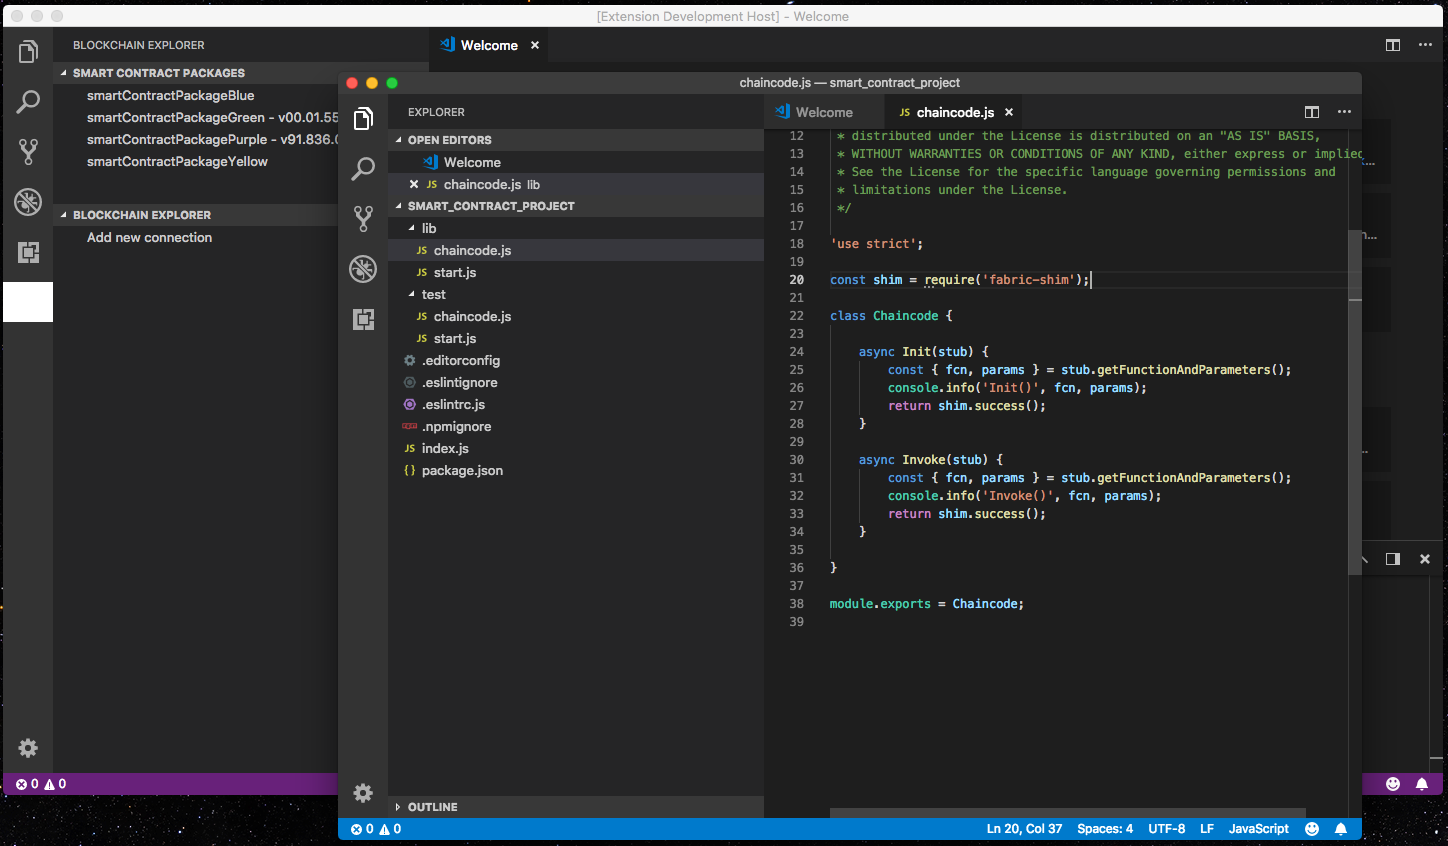 [Extension Development Host] - Welcome
BLOCKCHAIN EXPLORER
Welcome
SMART CONTRACT PACKAGES
smartContractPackageBlue
smartContractPackageGreen - v00.01.55
smartContractPackagePurple - v91.836.0
smartContractPackageYellow
BLOCKCHAIN EXPLORER
Add new connection
0 0
chaincode.js — smart_contract_project
EXPLORER
OPEN EDITORS
Welcome
chaincode.js lib
SMART_CONTRACT_PROJECT
lib
JS chaincode.js
JS start.js
test
JS chaincode.js
JS start.js
.editorconfig
.eslintignore
.eslintrc.js
.npmignore
JS index.js
{} package.json
OUTLINE
Welcome
JS chaincode.js
12 * distributed under the License is distributed on an "AS IS" BASIS,
13 * WITHOUT WARRANTIES OR CONDITIONS OF ANY KIND, either express or implied
14 * See the License for the specific language governing permissions and
15 * limitations under the License.
16 */
17
18 'use strict';
19
20 const shim = require('fabric-shim');
21
22 class Chaincode {
23
24 async Init(stub) {
25 const { fcn, params } = stub.getFunctionAndParameters();
26 console.info('Init()', fcn, params);
27 return shim.success();
28 }
29
30 async Invoke(stub) {
31 const { fcn, params } = stub.getFunctionAndParameters();
32 console.info('Invoke()', fcn, params);
33 return shim.success();
34 }
35
36 }
37
38 module.exports = Chaincode;
39
0 0
Ln 20, Col 37 Spaces: 4 UTF-8 LF JavaScript